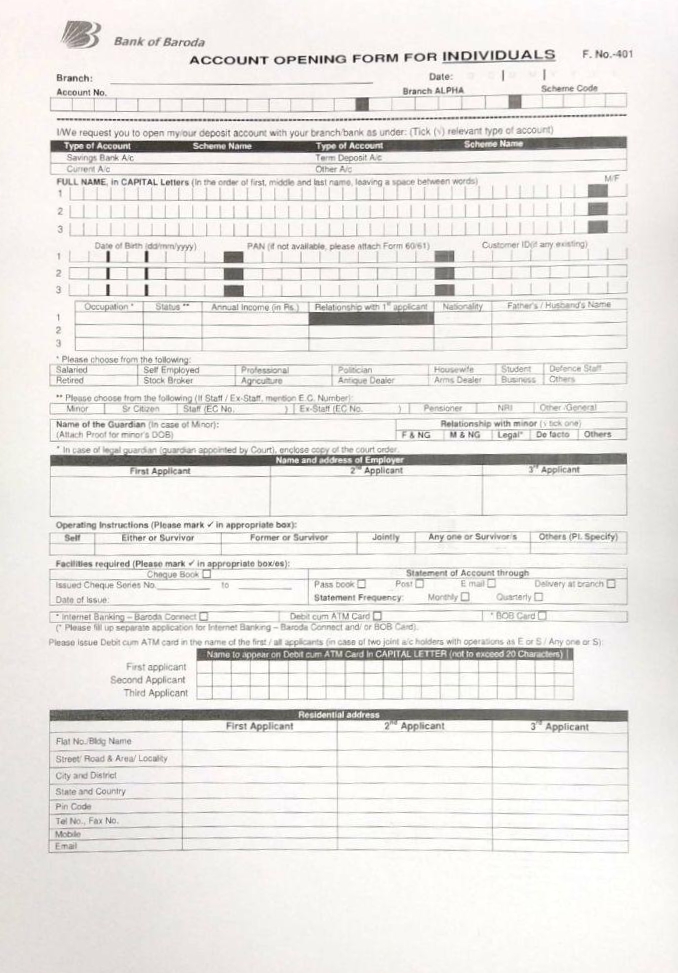 Bank of Baroda
ACCOUNT OPENING FORM FOR INDIVIDUALS F. No.-401
Branch: Date:
Account No. Branch ALPHA Scheme Code
I/We request you to open my/our deposit account with your branch/bank as under: (Tick (√) relevant type of account)
Type of Account Scheme Name Type of Account Scheme Name
Savings Bank A/c Term Deposit A/c
Current A/c Other A/c
FULL NAME, in CAPITAL Letters (In the order of first, middle and last name, leaving a space between words) M/F
1
2
3
Date of Birth (dd/mm/yyyy) PAN (if not available, please attach Form 60/61) Customer ID(if any existing)
1
2
3
Occupation * Status ** Annual Income (in Rs.) Relationship with 1st applicant Nationality Father's / Husband's Name
1
2
3
* Please choose from the following:
Salaried Self Employed Professional Politician Housewife Student Defence Staff
Retired Stock Broker Agriculture Antique Dealer Arms Dealer Business Others
** Please choose from the following (If Staff / Ex-Staff, mention E.C. Number):
Minor Sr Citizen Staff (EC No. ) Ex-Staff (EC No. ) Pensioner NRI Other /General
Name of the Guardian (In case of Minor): Relationship with minor (√ tick one)
(Attach Proof for minor's DOB) F & NG M & NG Legal* De facto Others
* In case of legal guardian (guardian appointed by Court), enclose copy of the court order.
Name and address of Employer
First Applicant 2nd Applicant 3rd Applicant
Operating Instructions (Please mark ✓ in appropriate box):
Self Either or Survivor Former or Survivor Jointly Any one or Survivor/s Others (Pl. Specify)
Facilities required (Please mark ✓ in appropriate box/es):
Cheque Book ☐ Statement of Account through
Issued Cheque Series No. to Pass book ☐ Post ☐ E mail ☐ Delivery at branch ☐
Date of Issue: Statement Frequency: Monthly ☐ Quarterly ☐
* Internet Banking – Baroda Connect ☐ Debit cum ATM Card ☐ * BOB Card ☐
(* Please fill up separate application for Internet Banking – Baroda Connect and/ or BOB Card).
Please issue Debit cum ATM card in the name of the first / all applicants (in case of two joint a/c holders with operations as E or S / Any one or S):
Name to appear on Debit cum ATM Card in CAPITAL LETTER (not to exceed 20 Characters)
First applicant
Second Applicant
Third Applicant
Residential address
First Applicant 2nd Applicant 3rd Applicant
Flat No./Bldg Name
Street/ Road & Area/ Locality
City and District
State and Country
Pin Code
Tel No., Fax No.
Mobile
Email